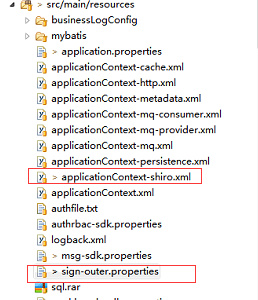 > src/main/resources
businessLogConfig
mybatis
> application.properties
applicationContext-cache.xml
applicationContext-http.xml
applicationContext-metadata.xml
applicationContext-mq-consumer.xml
applicationContext-mq-provider.xml
applicationContext-mq.xml
applicationContext-persistence.xml
> applicationContext-shiro.xml
applicationContext.xml
authfile.txt
authrbac-sdk.properties
logback.xml
> msg-sdk.properties
> sign-outer.properties
sql.rar